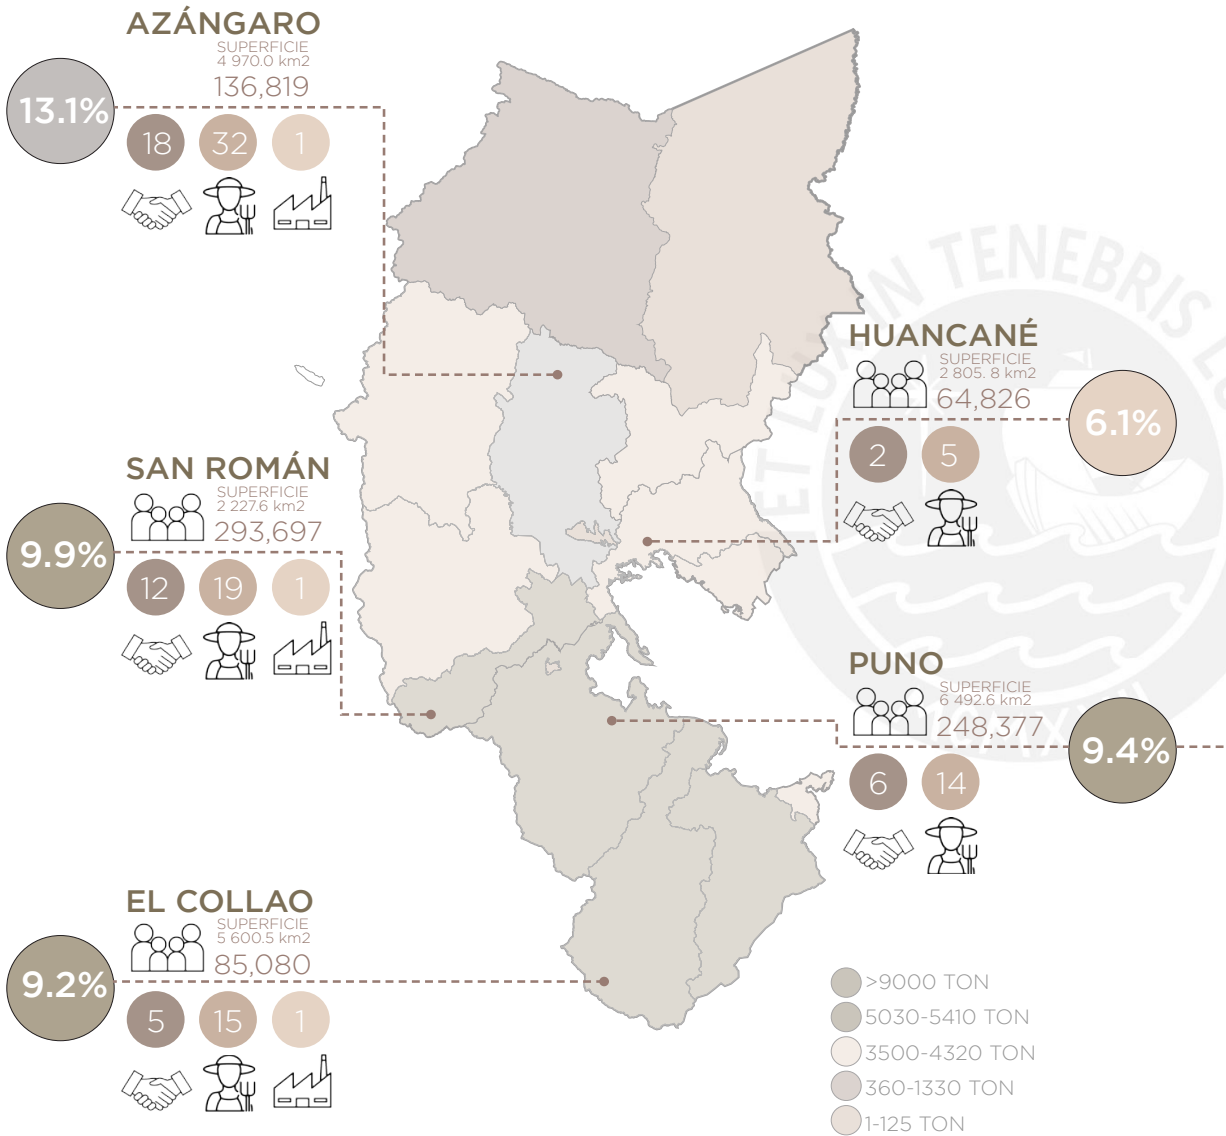 AZÁNGARO
SUPERFICIE
4 970.0 km2
136,819
13.1%
18 32 1
HUANCANÉ
SUPERFICIE
2 805. 8 km2
64,826
6.1%
2 5
SAN ROMÁN
SUPERFICIE
2 227.6 km2
293,697
9.9%
12 19 1
PUNO
SUPERFICIE
6 492.6 km2
248,377
9.4%
6 14
EL COLLAO
SUPERFICIE
5 600.5 km2
85,080
9.2%
5 15 1
>9000 TON
5030-5410 TON
3500-4320 TON
360-1330 TON
1-125 TON
ET LUX IN TENEBRIS